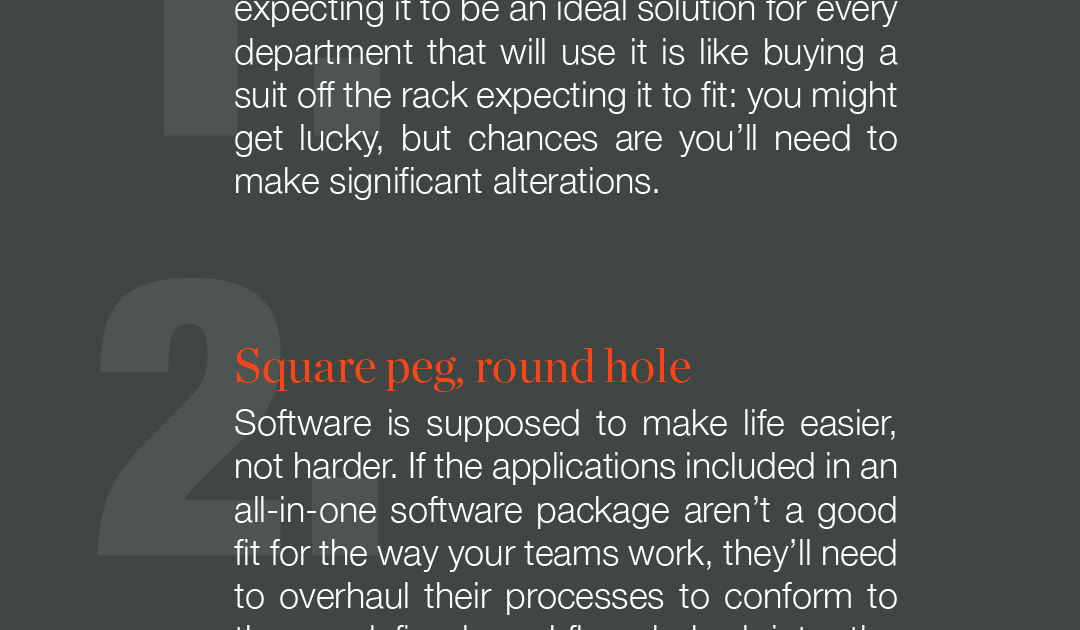 1.
expecting it to be an ideal solution for every
department that will use it is like buying a
suit off the rack expecting it to fit: you might
get lucky, but chances are you’ll need to
make significant alterations.
2.
Square peg, round hole
Software is supposed to make life easier,
not harder. If the applications included in an
all-in-one software package aren’t a good
fit for the way your teams work, they’ll need
to overhaul their processes to conform to